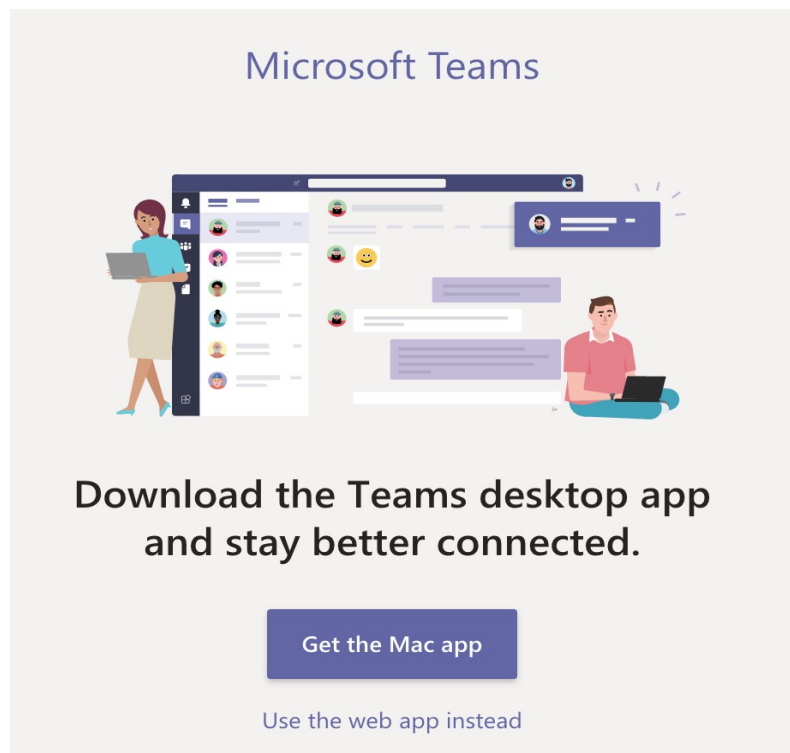 Microsoft Teams
Download the Teams desktop app
and stay better connected.
Get the Mac app
Use the web app instead